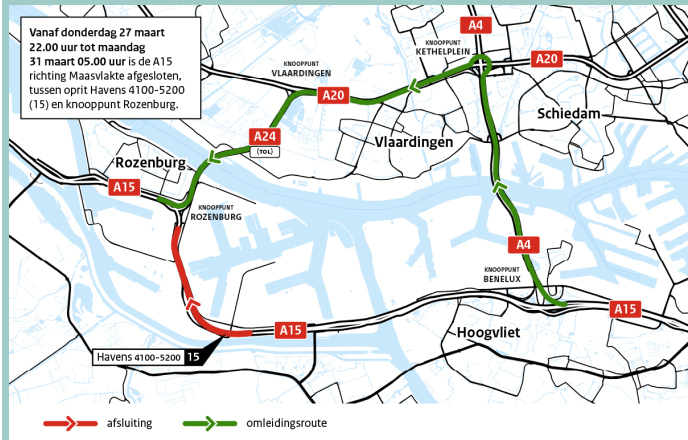 Vanaf donderdag 27 maart
22.00 uur tot maandag
31 maart 05.00 uur is de A15
richting Maasvlakte afgesloten,
tussen oprit Havens 4100-5200
(15) en knooppunt Rozenburg.
A4
KNOOPPUNT
KETHELPLEIN
A20
KNOOPPUNT
VLAARDINGEN
A20
Schiedam
A24
(TOL)
Vlaardingen
Rozenburg
A15
KNOOPPUNT
ROZENBURG
A4
KNOOPPUNT
BENELUX
A15
A15
Hoogvliet
Havens 4100-5200 15
afsluiting
omleidingsroute